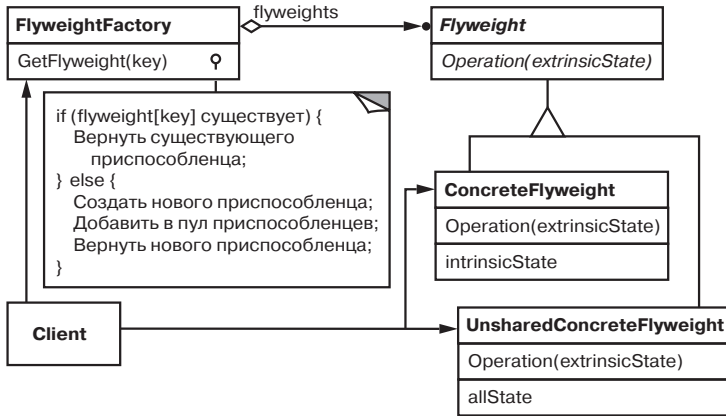 FlyweightFactory
GetFlyweight(key)
flyweights
Flyweight
Operation(extrinsicState)
if (flyweight[key] существует) {
Вернуть существующего
приспособленца;
} else {
Создать нового приспособленца;
Добавить в пул приспособленцев;
Вернуть нового приспособленца;
}
ConcreteFlyweight
Operation(extrinsicState)
intrinsicState
Client
UnsharedConcreteFlyweight
Operation(extrinsicState)
allState